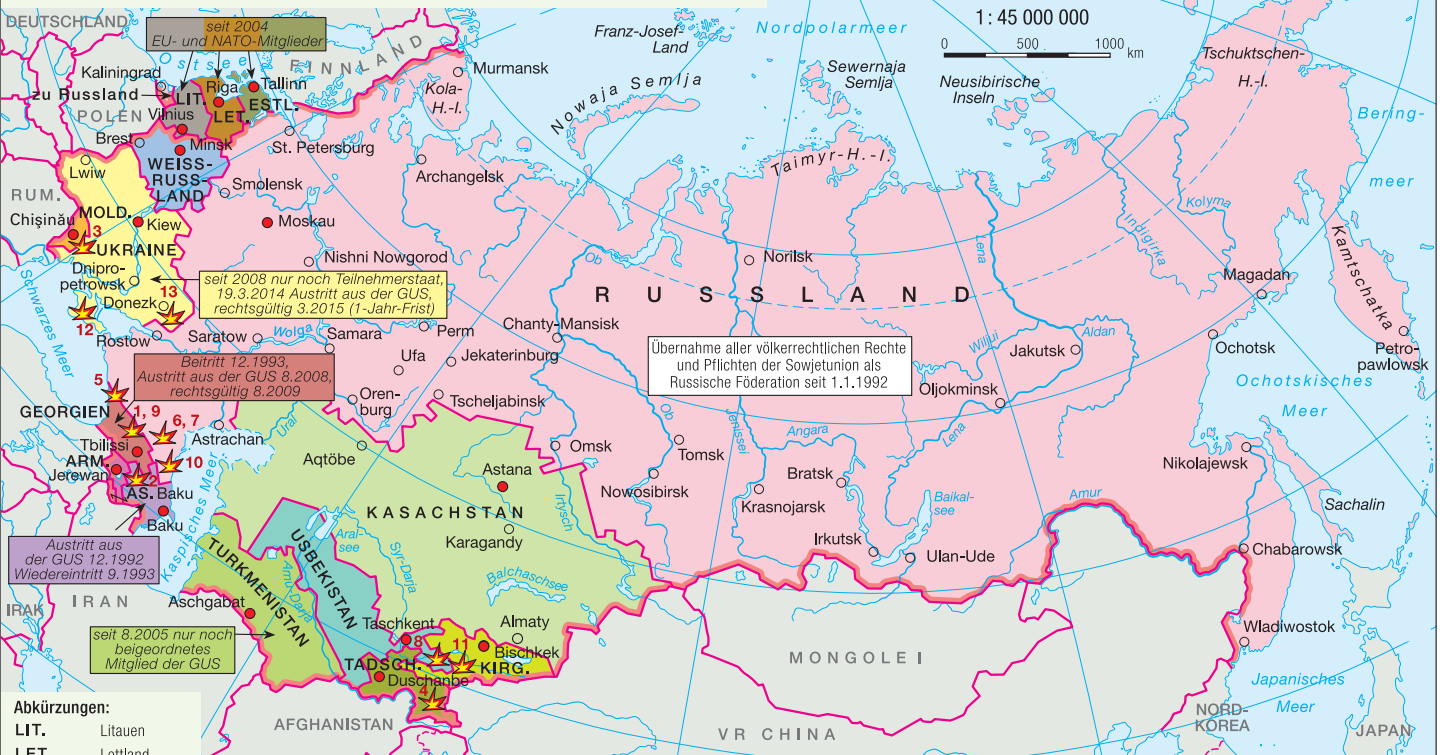 DEUTSCHLAND
seit 2004
EU- und NATO-Mitglieder
Ostsee
FINNLAND
Kaliningrad
zu Russland
POLEN
LIT.
Vilnius
Riga
LET.
Tallinn
ESTL.
Brest
Minsk
WEISS-
RUSS-
LAND
Lwiw
RUM.
Chişinău
MOLD.
3
Kiew
UKRAINE
Dnipro-
petrowsk
Donezk
13
12
Schwarzes Meer
seit 2008 nur noch Teilnehmerstaat,
19.3.2014 Austritt aus der GUS,
rechtsgültig 3.2015 (1-Jahr-Frist)
Rostow
Saratow
Wolga
Samara
Beitritt 12.1993,
Austritt aus der GUS 8.2008,
rechtsgültig 8.2009
5
GEORGIEN
1, 9
6, 7
Tbilissi
10
ARM.
Jerewan
2
AS.
Baku
Baku
Astrachan
Kaspisches Meer
Austritt aus
der GUS 12.1992
Wiedereintritt 9.1993
IRAK
IRAN
Aschgabat
seit 8.2005 nur noch
beigeordnetes
Mitglied der GUS
TURKMENISTAN
Amu-Darja
USBEKISTAN
Aral-
see
Syr-Darja
Taschkent
8
TADSCH.
Duschanbe
4
11
Bischkek
KIRG.
Almaty
Balchaschsee
KASACHSTAN
Karagandy
Astana
Irtysch
Aqtöbe
Ural
Oren-
burg
Ufa
Perm
Jekaterinburg
Tscheljabinsk
Murmansk
Kola-
H.-I.
St. Petersburg
Archangelsk
Smolensk
Moskau
Nishni Nowgorod
Franz-Josef-
Land
Nordpolarmeer
1 : 45 000 000
0 500 1000 km
Nowaja Semlja
Sewernaja
Semlja
Neusibirische
Inseln
Tschuktschen-
H.-I.
Bering-
meer
Taimyr-H.-I.
Ob
Norilsk
Lena
Indigirka
Kolyma
Kamtschatka
Magadan
RUSSLAND
Chanty-Mansisk
Übernahme aller völkerrechtlichen Rechte
und Pflichten der Sowjetunion als
Russische Föderation seit 1.1.1992
Wiljui
Aldan
Jakutsk
Oljokminsk
Lena
Ochotsk
Petro-
pawlowsk
Ochotskisches
Meer
Omsk
Ob
Tomsk
Nowosibirsk
Jenissei
Angara
Bratsk
Krasnojarsk
Irkutsk
Baikal-
see
Ulan-Ude
Amur
Nikolajewsk
Sachalin
Chabarowsk
Wladiwostok
Japanisches
Meer
NORD-
KOREA
JAPAN
MONGOLEI
VR CHINA
AFGHANISTAN
Abkürzungen:
LIT. Litauen
LET. Lettland